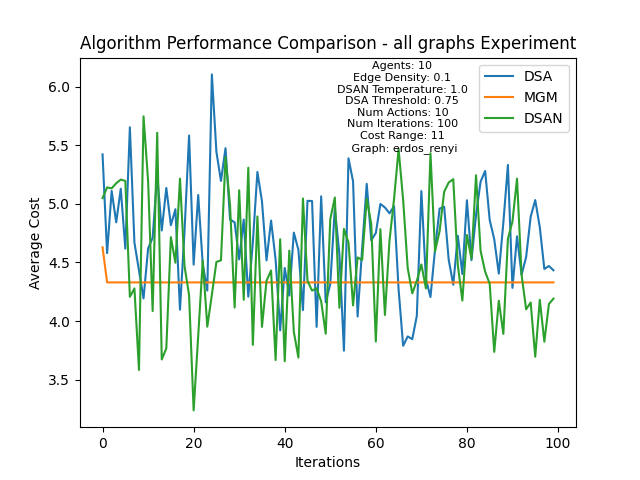 Algorithm Performance Comparison - all graphs Experiment
Agents: 10
Edge Density: 0.1
DSAN Temperature: 1.0
DSA Threshold: 0.75
Num Actions: 10
Num Iterations: 100
Cost Range: 11
Graph: erdos_renyi
DSA
MGM
DSAN
Average Cost
6.0
5.5
5.0
4.5
4.0
3.5
0 20 40 60 80 100
Iterations